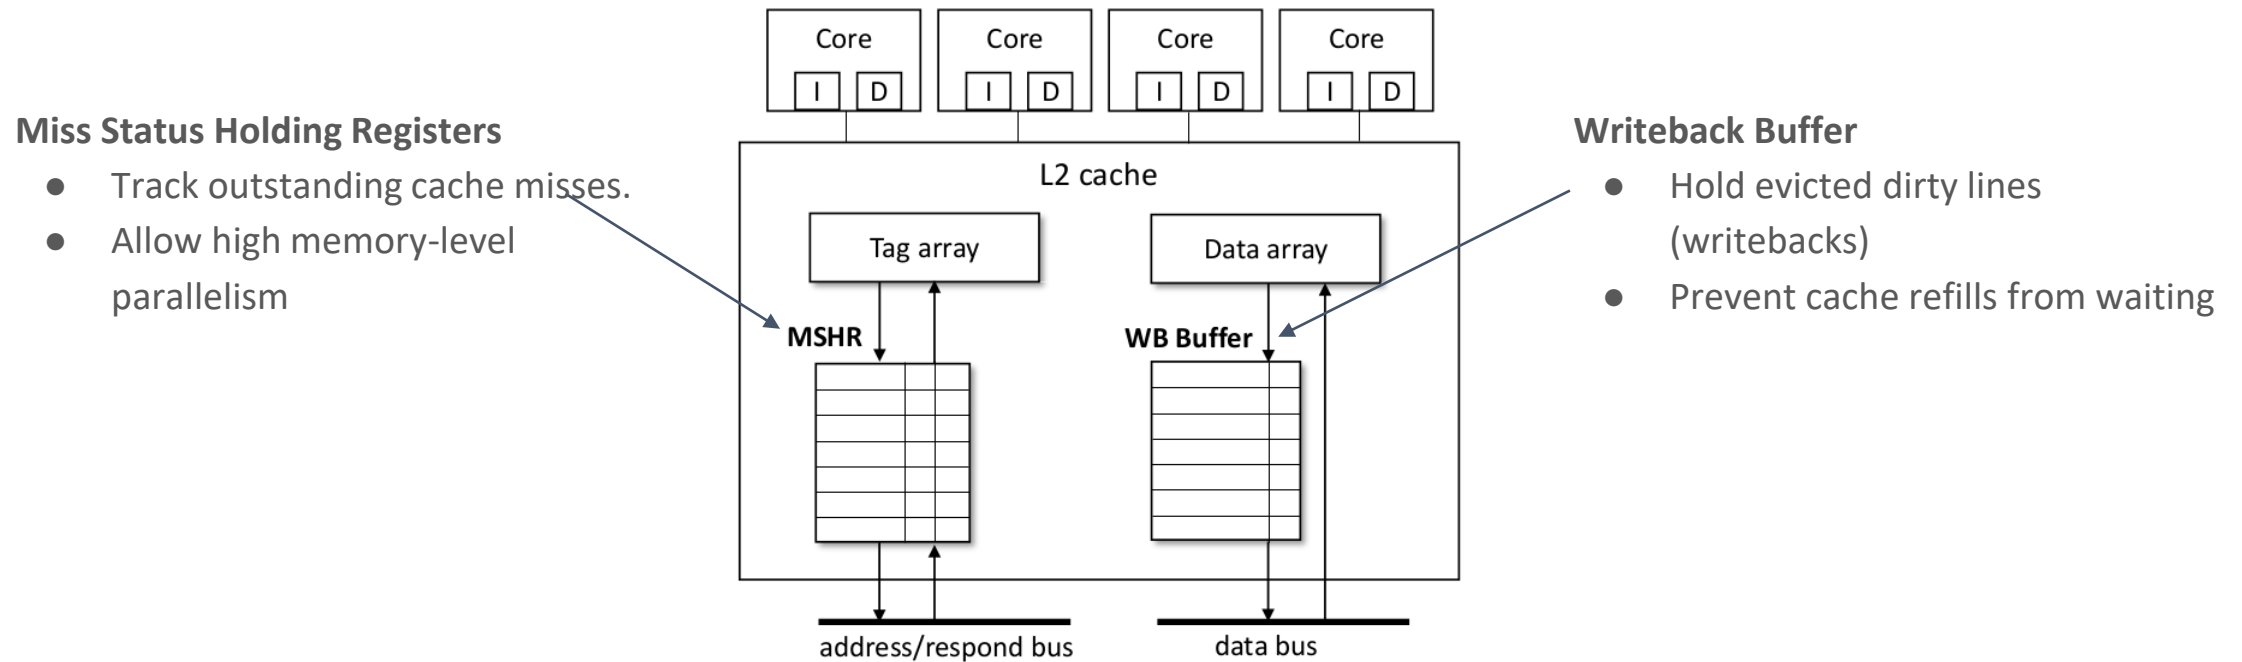 Miss Status Holding Registers
● Track outstanding cache misses.
● Allow high memory-level
parallelism
Core
I D
Core
I D
Core
I D
Core
I D
L2 cache
Tag array
Data array
MSHR
WB Buffer
address/respond bus
data bus
Writeback Buffer
● Hold evicted dirty lines
(writebacks)
● Prevent cache refills from waiting